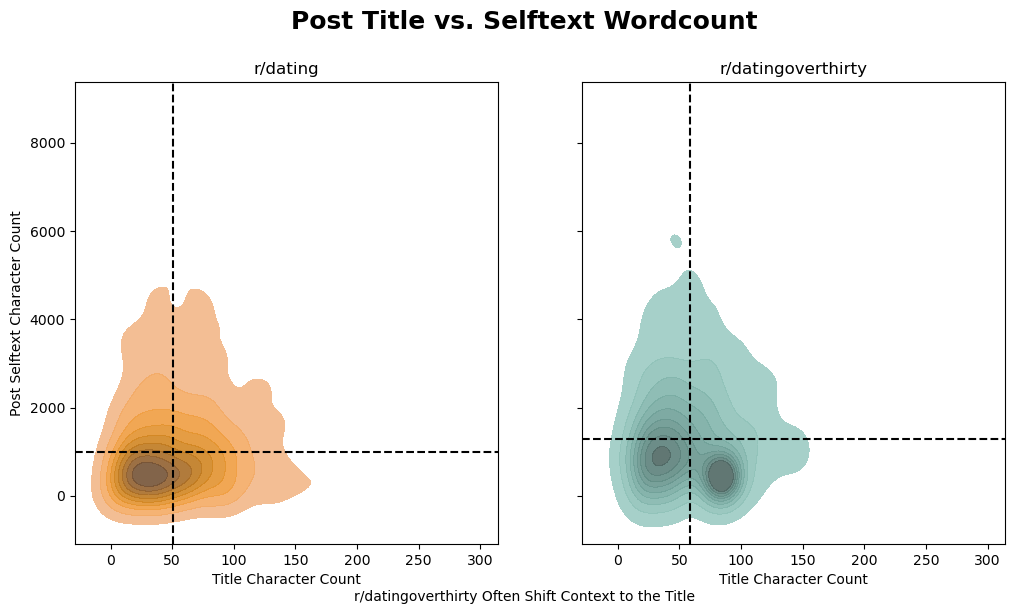 Post Title vs. Selftext Wordcount
r/dating
r/datingoverthirty
Post Selftext Character Count
8000
6000
4000
2000
0
0 50 100 150 200 250 300
0 50 100 150 200 250 300
Title Character Count
Title Character Count
r/datingoverthirty Often Shift Context to the Title